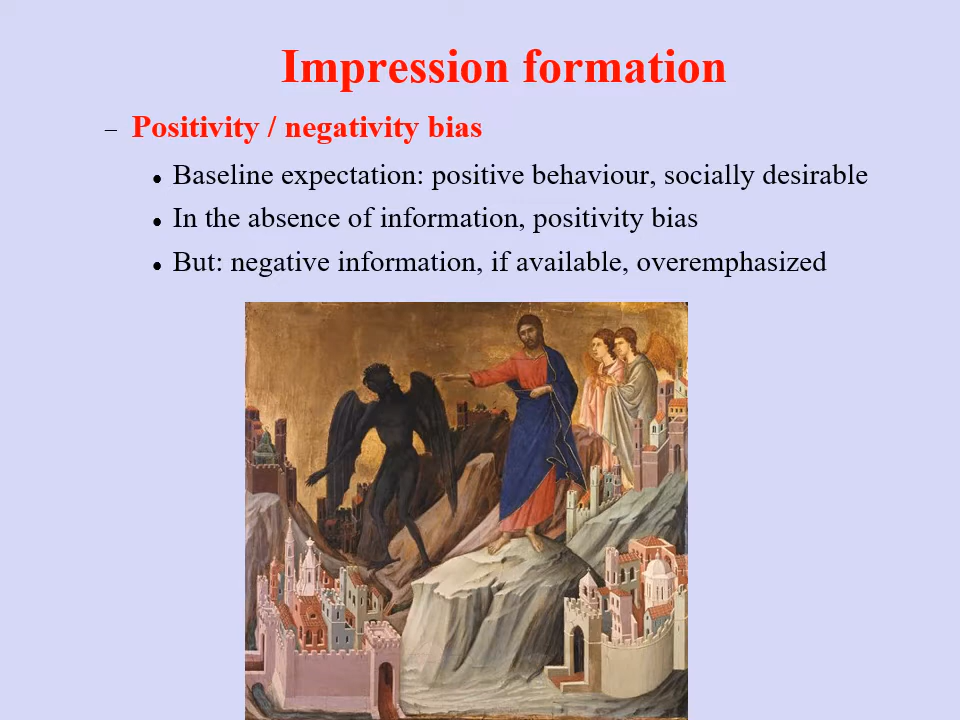 Impression formation
– Positivity / negativity bias
● Baseline expectation: positive behaviour, socially desirable
● In the absence of information, positivity bias
● But: negative information, if available, overemphasized